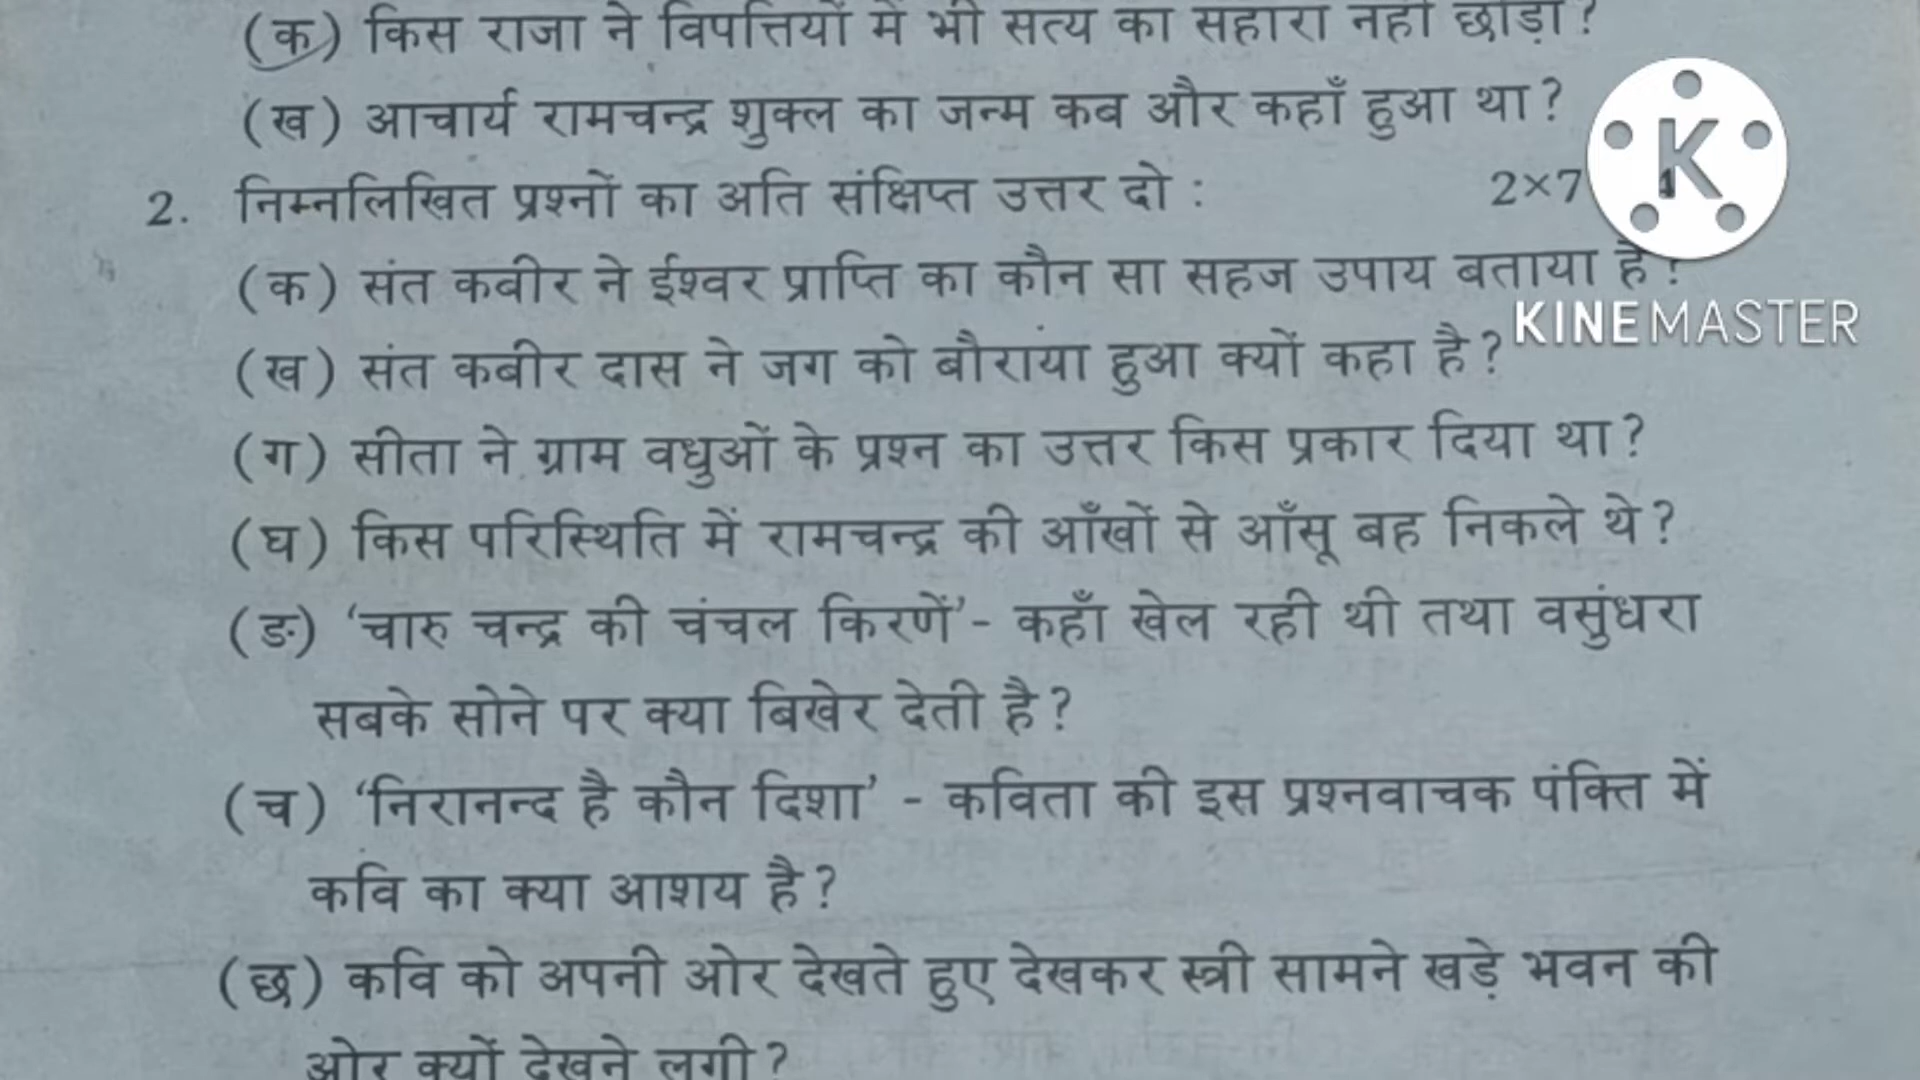 (क) किस राजा ने विपत्तियों में भी सत्य का सहारा नहीं छोड़ा?
(ख) आचार्य रामचन्द्र शुक्ल का जन्म कब और कहाँ हुआ था?
2. निम्नलिखित प्रश्नों का अति संक्षिप्त उत्तर दो : 2×7
K
(क) संत कबीर ने ईश्वर प्राप्ति का कौन सा सहज उपाय बताया है?
KINEMASTER
(ख) संत कबीर दास ने जग को बौरांया हुआ क्यों कहा है?
(ग) सीता ने ग्राम वधुओं के प्रश्न का उत्तर किस प्रकार दिया था?
(घ) किस परिस्थिति में रामचन्द्र की आँखों से आँसू बह निकले थे?
(ङ) ‘चारु चन्द्र की चंचल किरणें’- कहाँ खेल रही थी तथा वसुंधरा
सबके सोने पर क्या बिखेर देती है?
(च) ‘निरानन्द है कौन दिशा’ - कविता की इस प्रश्नवाचक पंक्ति में
कवि का क्या आशय है?
(छ) कवि को अपनी ओर देखते हुए देखकर स्त्री सामने खड़े भवन की
ओर क्यों देखने लगी?